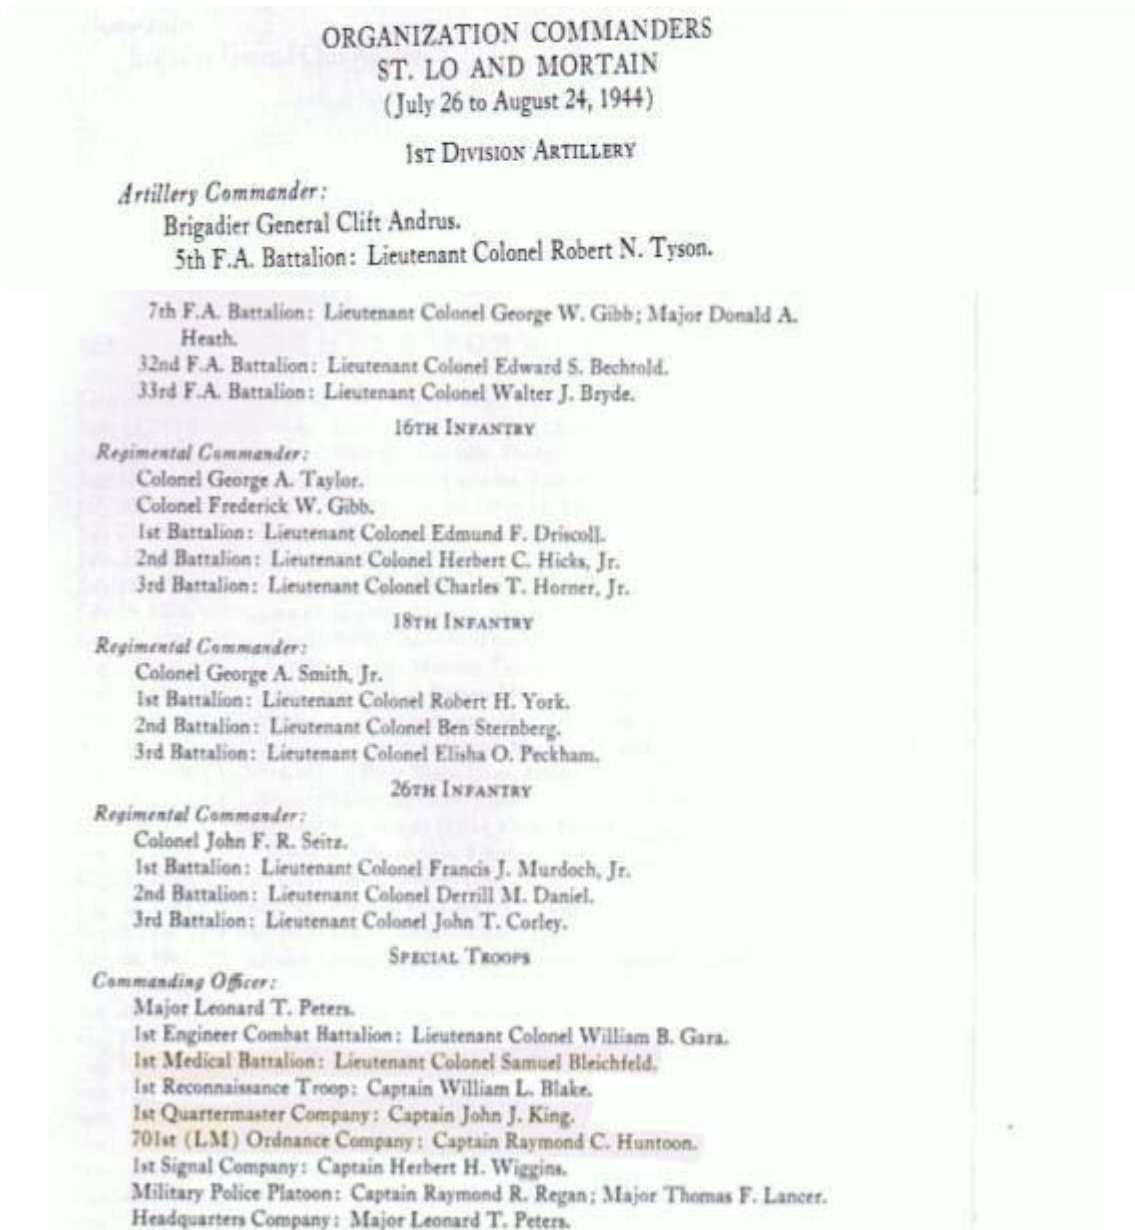 ORGANIZATION COMMANDERS
ST. LO AND MORTAIN
(July 26 to August 24, 1944)
1ST DIVISION ARTILLERY
Artillery Commander:
Brigadier General Clift Andrus.
5th F.A. Battalion: Lieutenant Colonel Robert N. Tyson.
7th F.A. Battalion: Lieutenant Colonel George W. Gibb; Major Donald A.
Heath.
32nd F.A. Battalion: Lieutenant Colonel Edward S. Bechtold.
33rd F.A. Battalion: Lieutenant Colonel Walter J. Bryde.
16TH INFANTRY
Regimental Commander:
Colonel George A. Taylor.
Colonel Frederick W. Gibb.
1st Battalion: Lieutenant Colonel Edmund F. Driscoll.
2nd Battalion: Lieutenant Colonel Herbert C. Hicks, Jr.
3rd Battalion: Lieutenant Colonel Charles T. Horner, Jr.
18TH INFANTRY
Regimental Commander:
Colonel George A. Smith, Jr.
1st Battalion: Lieutenant Colonel Robert H. York.
2nd Battalion: Lieutenant Colonel Ben Sternberg.
3rd Battalion: Lieutenant Colonel Elisha O. Peckham.
26TH INFANTRY
Regimental Commander:
Colonel John F. R. Seitz.
1st Battalion: Lieutenant Colonel Francis J. Murdoch, Jr.
2nd Battalion: Lieutenant Colonel Derrill M. Daniel.
3rd Battalion: Lieutenant Colonel John T. Corley.
SPECIAL TROOPS
Commanding Officer:
Major Leonard T. Peters.
1st Engineer Combat Battalion: Lieutenant Colonel William B. Gara.
1st Medical Battalion: Lieutenant Colonel Samuel Bleichfeld.
1st Reconnaissance Troop: Captain William L. Blake.
1st Quartermaster Company: Captain John J. King.
701st (LM) Ordnance Company: Captain Raymond C. Huntoon.
1st Signal Company: Captain Herbert H. Wiggins.
Military Police Platoon: Captain Raymond R. Regan; Major Thomas F. Lancer.
Headquarters Company: Major Leonard T. Peters.